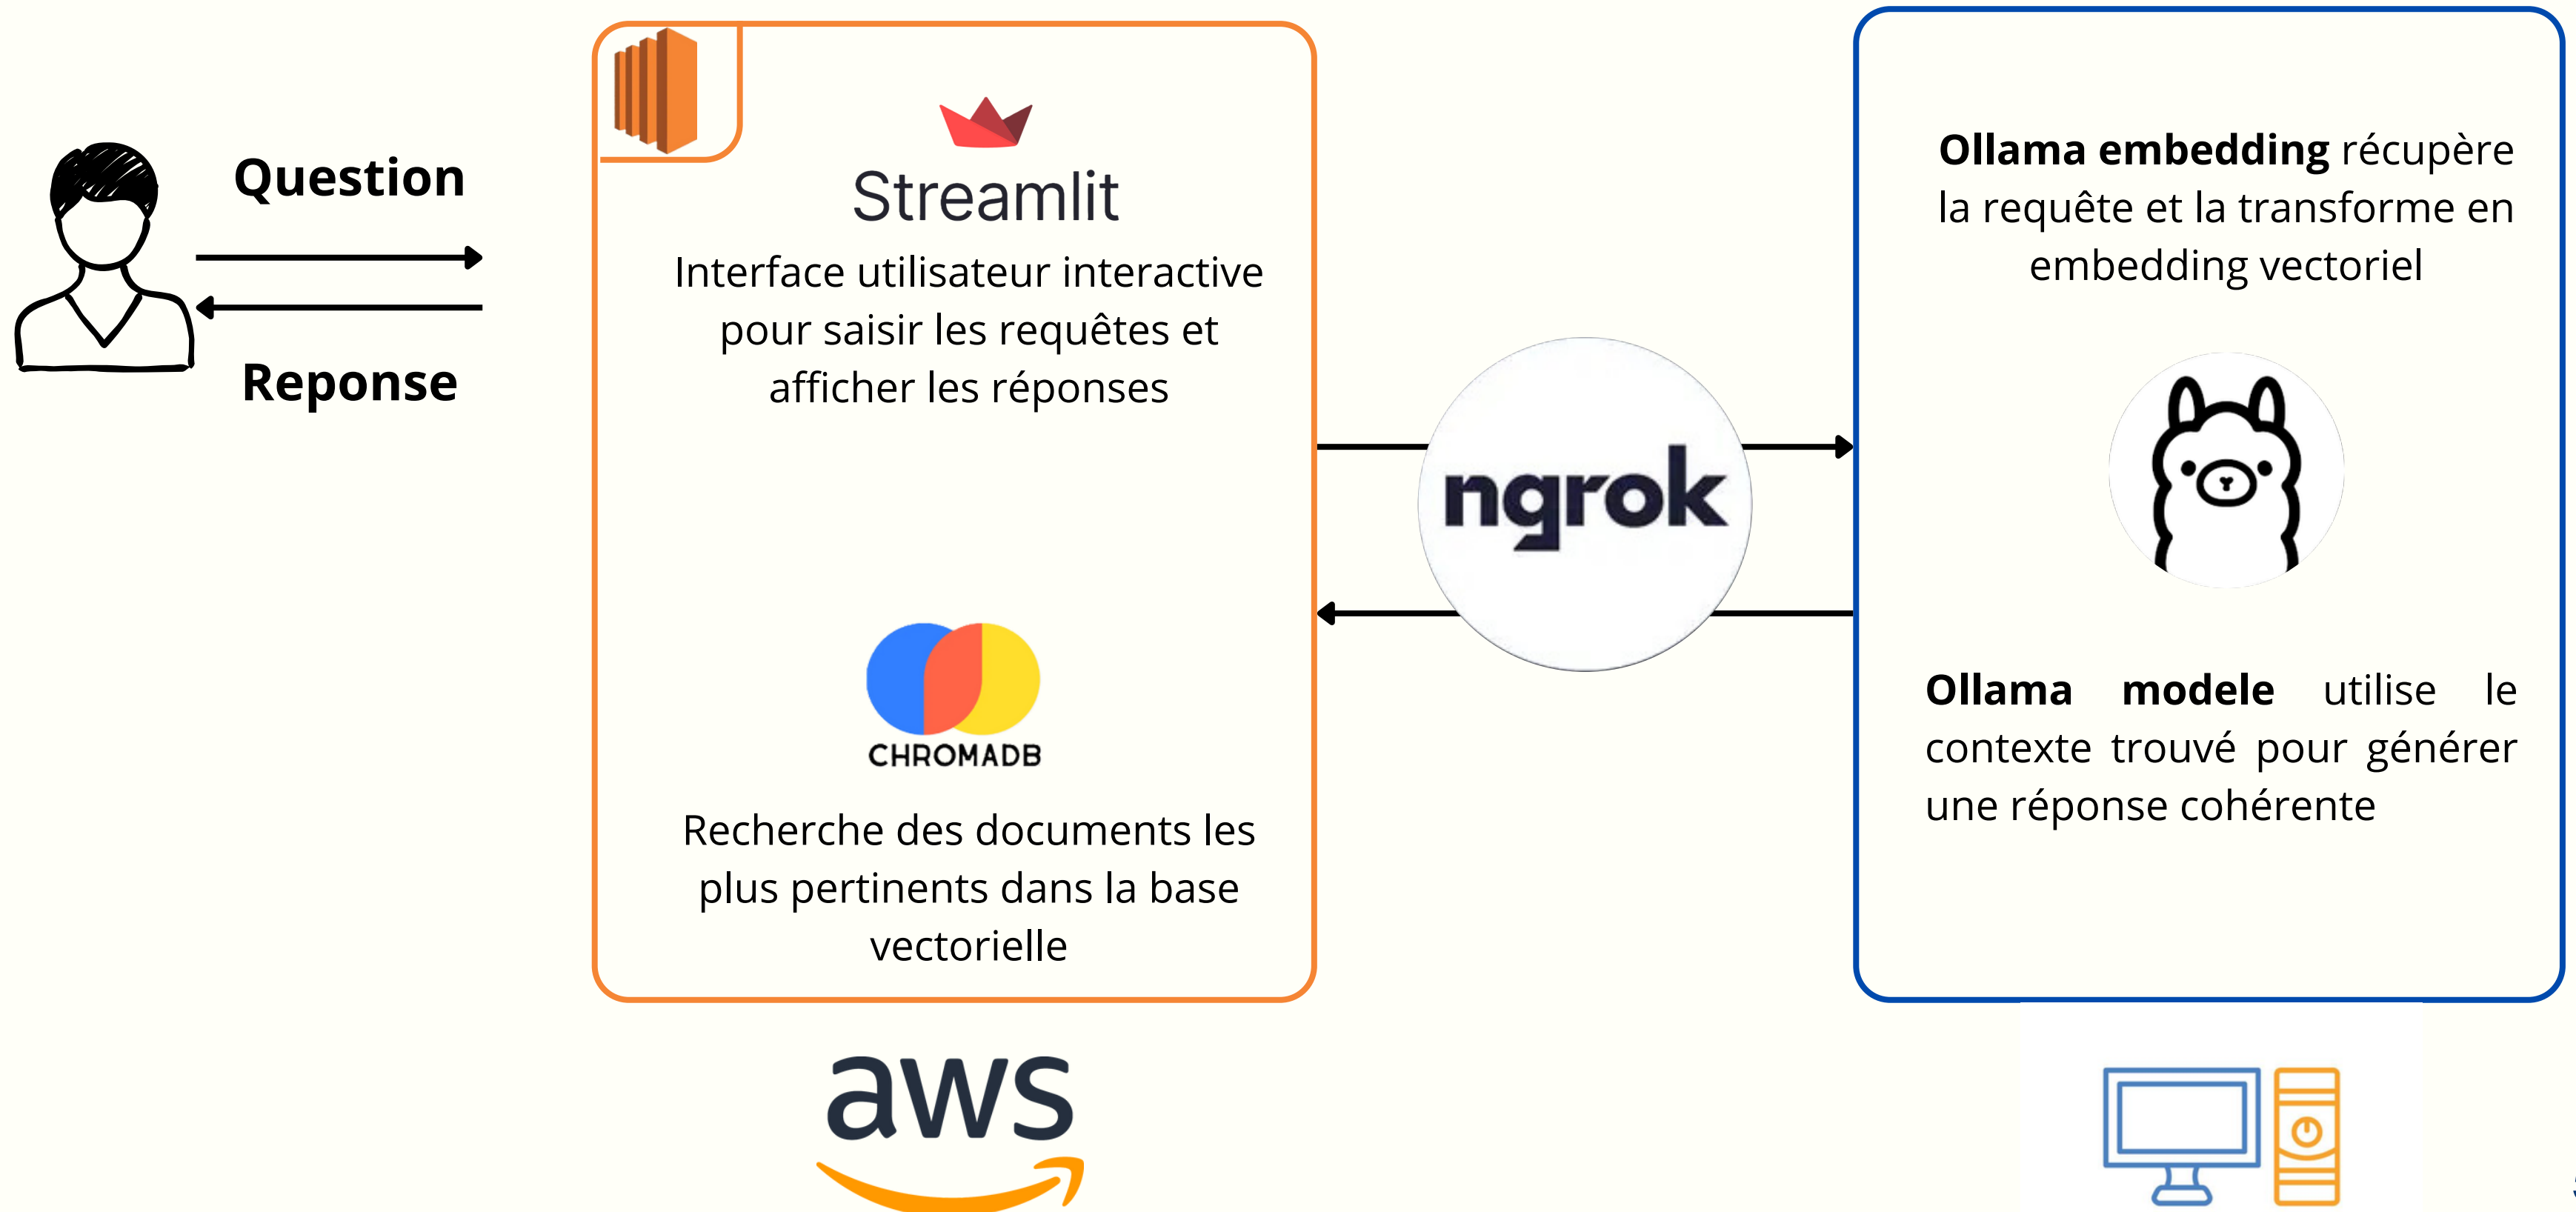 Question
Reponse
Streamlit
Interface utilisateur interactive
pour saisir les requêtes et
afficher les réponses
CHROMADB
Recherche des documents les
plus pertinents dans la base
vectorielle
aws
ngrok
Ollama embedding récupère
la requête et la transforme en
embedding vectoriel
Ollama modele utilise le
contexte trouvé pour générer
une réponse cohérente